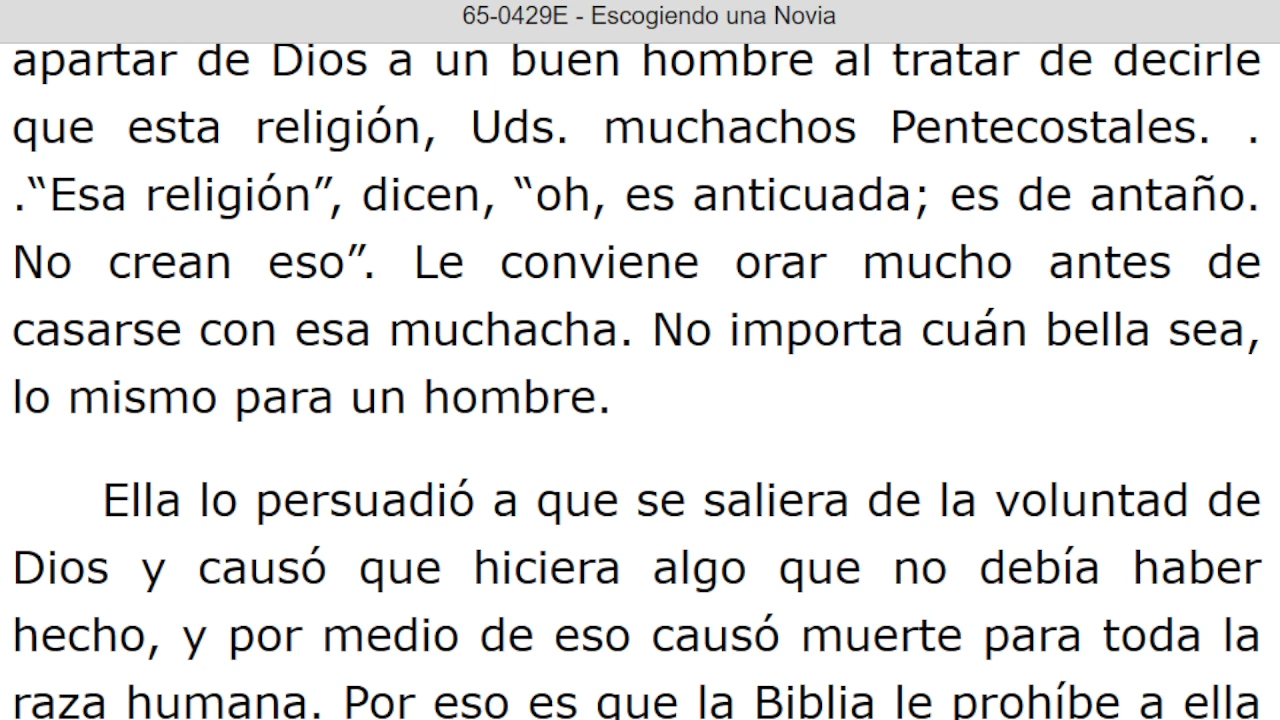 65-0429E - Escogiendo una Novia
apartar de Dios a un buen hombre al tratar de decirle
que esta religión, Uds. muchachos Pentecostales. .
.“Esa religión”, dicen, “oh, es anticuada; es de antaño.
No crean eso”. Le conviene orar mucho antes de
casarse con esa muchacha. No importa cuán bella sea,
lo mismo para un hombre.
Ella lo persuadió a que se saliera de la voluntad de
Dios y causó que hiciera algo que no debía haber
hecho, y por medio de eso causó muerte para toda la
raza humana. Por eso es que la Biblia le prohíbe a ella